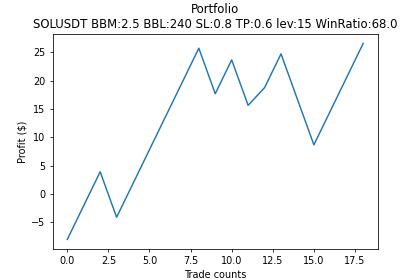 Portfolio
SOLUSDT BBM:2.5 BBL:240 SL:0.8 TP:0.6 lev:15 WinRatio:68.0
25
20
15
10
5
0
−5
Profit ($)
0.0 2.5 5.0 7.5 10.0 12.5 15.0 17.5
Trade counts